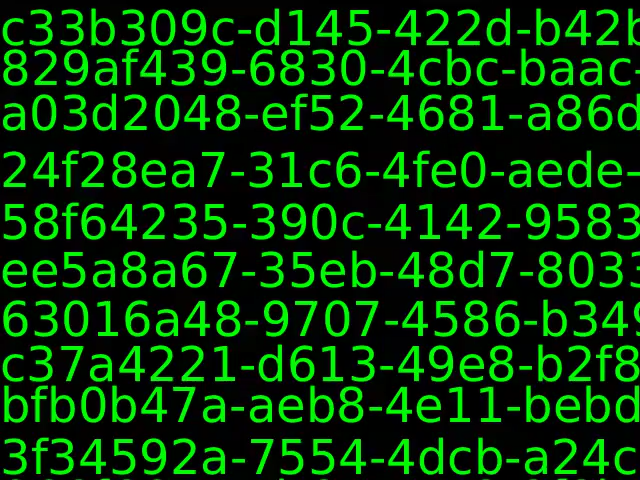 c33b309c-d145-422d-b42b
829af439-6830-4cbc-baac-
a03d2048-ef52-4681-a86d
24f28ea7-31c6-4fe0-aede-
58f64235-390c-4142-9583
ee5a8a67-35eb-48d7-8033
63016a48-9707-4586-b349
c37a4221-d613-49e8-b2f8
bfb0b47a-aeb8-4e11-bebd
3f34592a-7554-4dcb-a24c